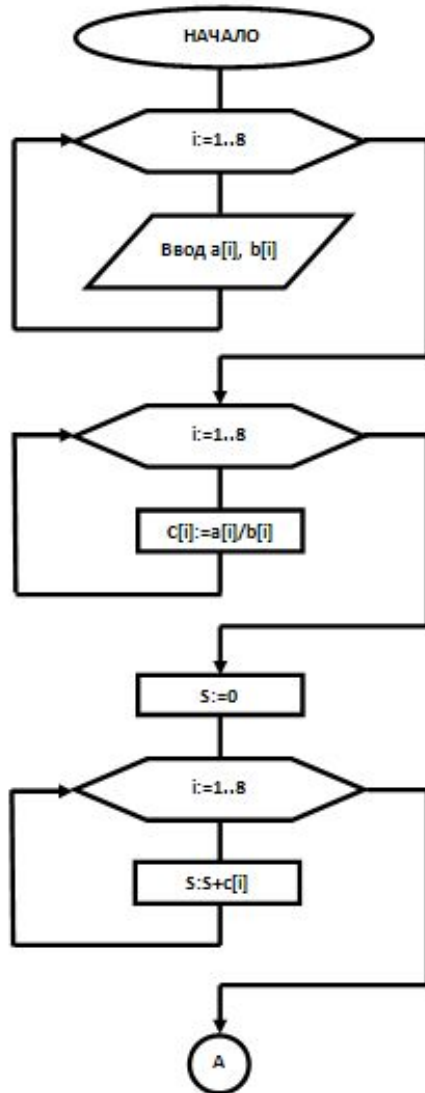 НАЧАЛО
i:=1..8
Ввод a[i], b[i]
i:=1..8
C[i]:=a[i]/b[i]
S:=0
i:=1..8
S:S+c[i]
A